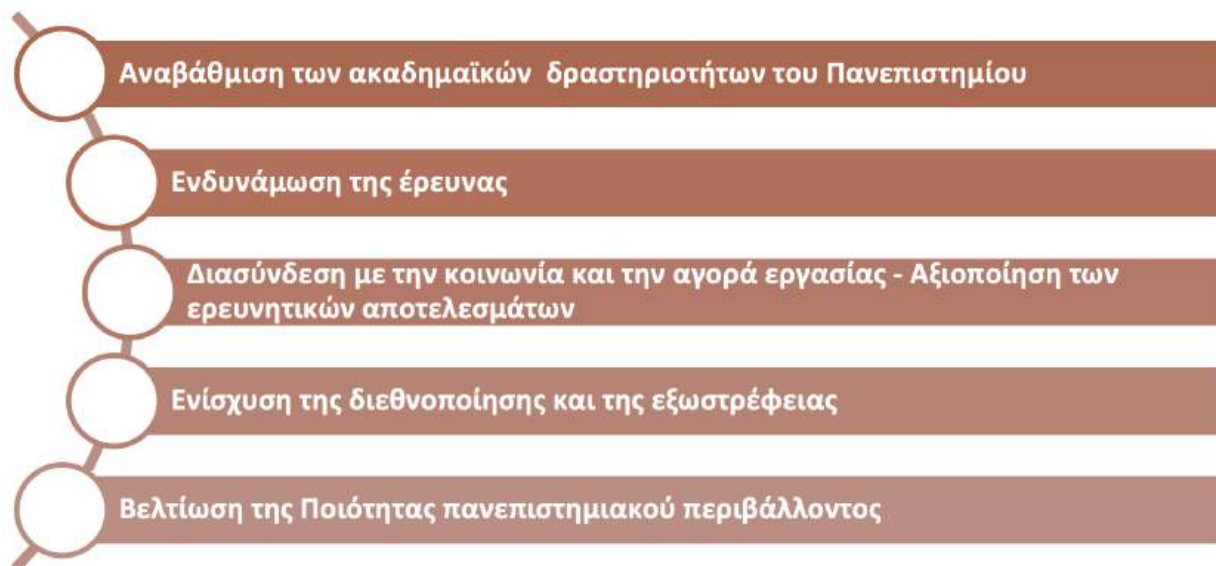 Αναβάθμιση των ακαδημαϊκών  δραστηριοτήτων του Πανεπιστημίου
Ενδυνάμωση της έρευνας
Διασύνδεση με την κοινωνία και την αγορά εργασίας - Αξιοποίηση των
ερευνητικών αποτελεσμάτων
Ενίσχυση της διεθνοποίησης και της εξωστρέφειας
Βελτίωση της Ποιότητας πανεπιστημιακού περιβάλλοντος